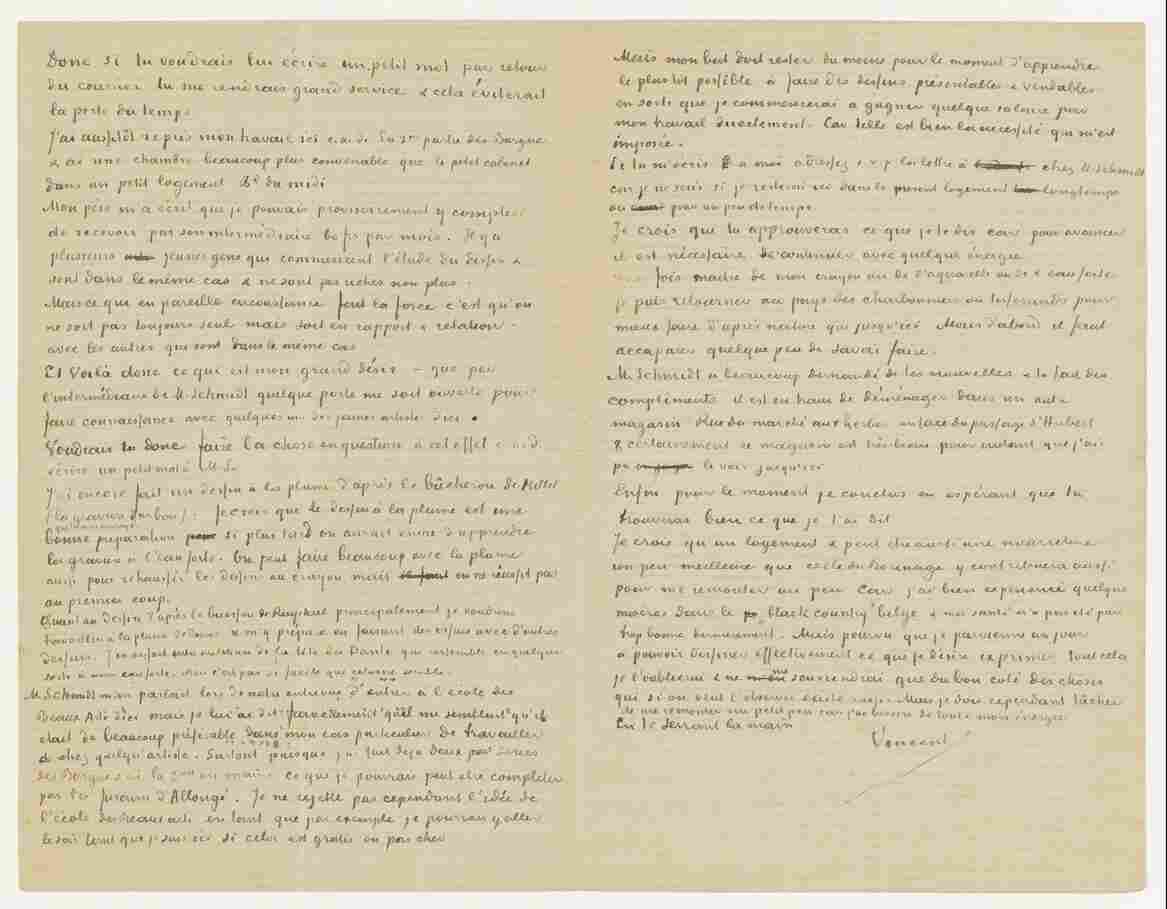 Donc si tu voudrais lui écrire un petit mot par retour
du courrier tu me rendrais grand service & cela éviterait
la perte du temps.
J'ai aussitôt repris mon travail ici c.à.d. la 2me partie des Bargue
& ai une chambre beaucoup plus convenable que le petit cabinet
dans un petit logement Bd du midi
Mon père m'a écrit que je pouvais provisoirement y compter
de recevoir par son intermédiaire 60 frs par mois. Il y a
plusieurs jeunes gens qui commencent l'étude du dessin &
sont dans le même cas & ne sont pas riches non plus.
Mais ce qui en pareille circonstance fait la force c'est qu'on
ne soit pas toujours seul mais soit en rapport & relation
avec les autres qui sont dans le même cas
Et voilà donc ce qui est mon grand désir – que par
l'intermédiaire de M. Schmidt quelque porte me soit ouverte pour
faire connaissance avec quelques uns des jeunes artistes d'ici.
Voudrais tu donc faire la chose en question à cet effet c.à.d.
écrire un petit mot à M. S.
J'ai encore fait un dessin à la plume d'après le bûcheron de Millet
(la gravure sur bois). Je crois que le dessin à la plume est une
bonne préparation si plus tard on aurait envie d'apprendre
la gravure à l'eau forte. On peut faire beaucoup avec la plume
aussi pour rehausser les dessins au crayon mais on ne réussit pas
au premier coup.
Quant au dessin d'après le buisson de Ruysdael principalement je voudrais
travailler à la plume & m'y prépare en faisant des essais avec d'autres
dessins. J'en ai fait un de la tête du Dante qui ressemble en quelque
sorte à une eau forte. Mais c'est pas si facile que cela me semble.
M. Schmidt m'en parlait lors de notre entrevue d'entrer à l'école des
Beaux Arts d'ici mais je lui ai dit franchement qu'il me semblait qu'il
était de beaucoup préférable dans mon cas particulier de travailler
chez quelqu'artiste. Surtout puisque j'ai fait déjà deux fois séries
des Bargues & ai la 3me en mains ce que je pourrais peut être compléter
par les fusains d'Allongé. Je ne rejette pas cependant l'idée de
l'école des beaux arts en tant que par exemple je pourrais y aller
le soir tant que je suis ici si celui est gratis ou pas cher
Mais mon but doit rester du moins pour le moment d'apprendre
le plus tôt possible à faire des dessins présentables & vendables
en sorte que je commencerai à gagner quelque salaire par
mon travail directement. Car telle est bien la nécessité qui m'est
imposée.
Si tu m'écris à moi adressez s.v.p. la lettre à chez M. Schmidt
car je ne sais si je resterai ici dans le présent logement longtemps
ou pour un peu de temps.
Je crois que tu approuveras ce que je te dis car pour avancer
il est nécessaire de continuer avec quelque énergie
fois maître de mon crayon ou de l'aquarelle ou de l'eau forte
je puis retourner au pays des charbonniers ou tisserands pour
mieux faire d'après nature que jusqu'ici. Mais d'abord il faut
accaparer quelque peu de savoir faire.
M. Schmidt a beaucoup demandé de tes nouvelles & te fait des
compliments il est en train de déménager dans un autre
magasin Rue du marché aux herbes en face du passage d'Hubert
& certainement ce magasin est très beau pour autant que j'ai
pu le voir jusqu'ici
Enfin pour le moment je conclus en espérant que tu
trouveras bien ce que je t'ai dit
Je crois qu'un logement & peut être aussi une nourriture
un peu meilleure que celle du Borinage y contribuera aussi
pour me remonter un peu Car j'ai bien éprouvé quelque
misère dans le „black country" belge & ma santé n'a pas été par
trop bonne dernièrement. Mais pourvu que je parvienne un jour
à pouvoir dessiner effectivement ce que je désire exprimer tout cela
je l'oublierai & ne me souviendrai que du bon côté des choses
qui si on veut l'observer existe aussi. Mais je dois cependant tâcher
de me remonter un petit peu car j'ai besoin de toute mon énergie
En te serrant la main
Vincent